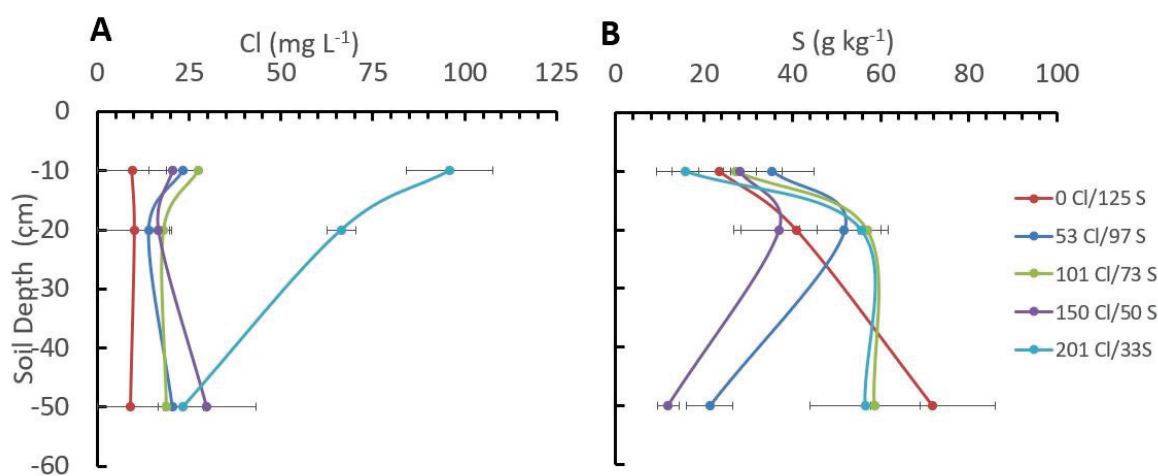 A
B
Cl (mg L⁻¹)
S (g kg⁻¹)
0 25 50 75 100 125
0 20 40 60 80 100
Soil Depth (cm)
0
-10
-20
-30
-40
-50
-60
0 Cl/125 S
53 Cl/97 S
101 Cl/73 S
150 Cl/50 S
201 Cl/33S